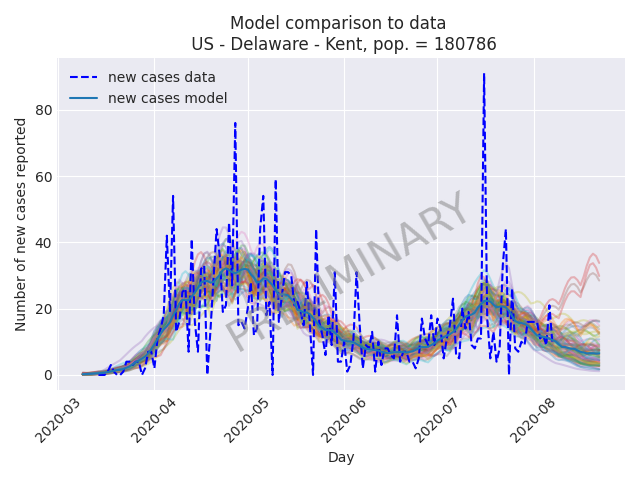 Model comparison to data
US - Delaware - Kent, pop. = 180786
new cases data
new cases model
PRELIMINARY
Number of new cases reported
80
60
40
20
0
2020-03
2020-04
2020-05
2020-06
2020-07
2020-08
Day